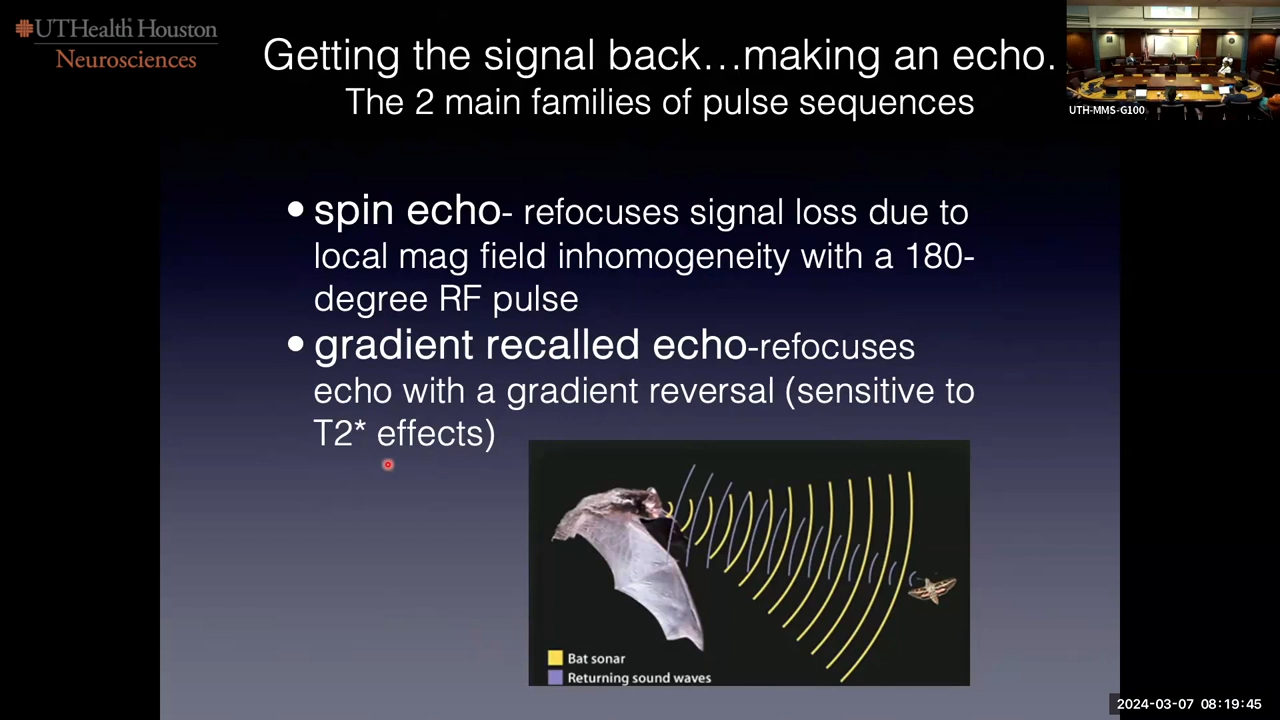 UTHealth Houston
Neurosciences
Getting the signal back...making an echo.
The 2 main families of pulse sequences
UTH-MMS-G100
• spin echo- refocuses signal loss due to
local mag field inhomogeneity with a 180-
degree RF pulse
• gradient recalled echo-refocuses
echo with a gradient reversal (sensitive to
T2* effects)
Bat sonar
Returning sound waves
2024-03-07 08:19:45